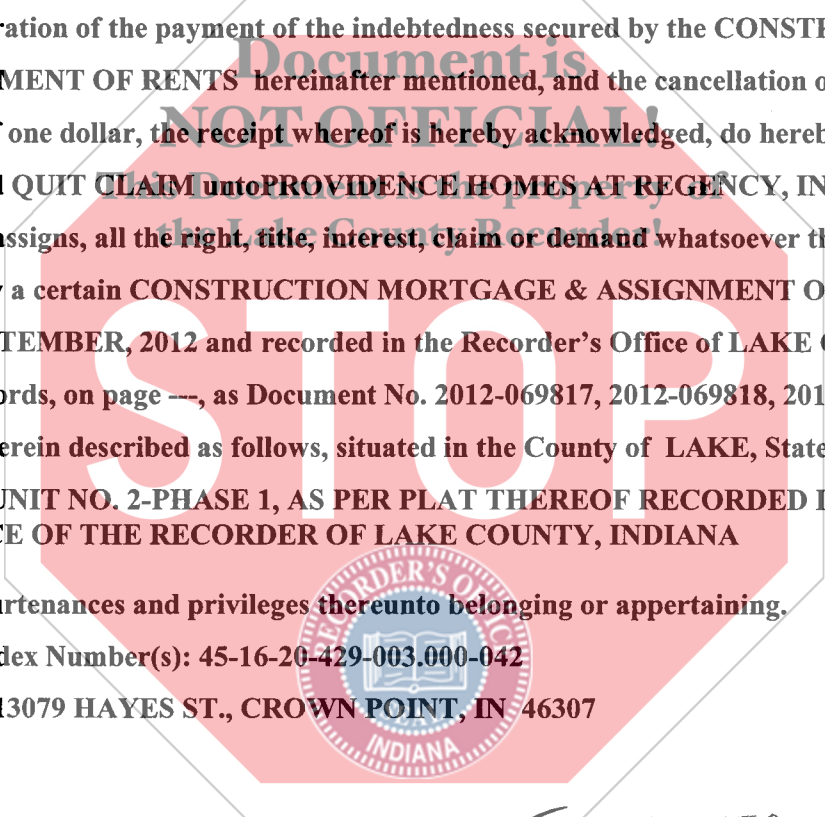 ration of the payment of the indebtedness secured by the CONSTR
Document is
MENT OF RENTS hereinafter mentioned, and the cancellation o
NOT OFFICIAL!
f one dollar, the receipt whereof is hereby acknowledged, do hereb
This Document is the property of
QUIT CLAIM untoPROVIDENCE HOMES AT REGENCY, IN
the Lake County Recorder!
assigns, all the right, title, interest, claim or demand whatsoever th
y a certain CONSTRUCTION MORTGAGE & ASSIGNMENT O
TEMBER, 2012 and recorded in the Recorder's Office of LAKE
STOP
ords, on page ---, as Document No. 2012-069817, 2012-069818, 201
erein described as follows, situated in the County of LAKE, State
UNIT NO. 2-PHASE 1, AS PER PLAT THEREOF RECORDED I
CE OF THE RECORDER OF LAKE COUNTY, INDIANA
RECORDER'S OFFICE
urtenances and privileges thereunto belonging or appertaining.
dex Number(s): 45-16-20-429-003.000-042
13079 HAYES ST., CROWN POINT, IN 46307
INDIANA